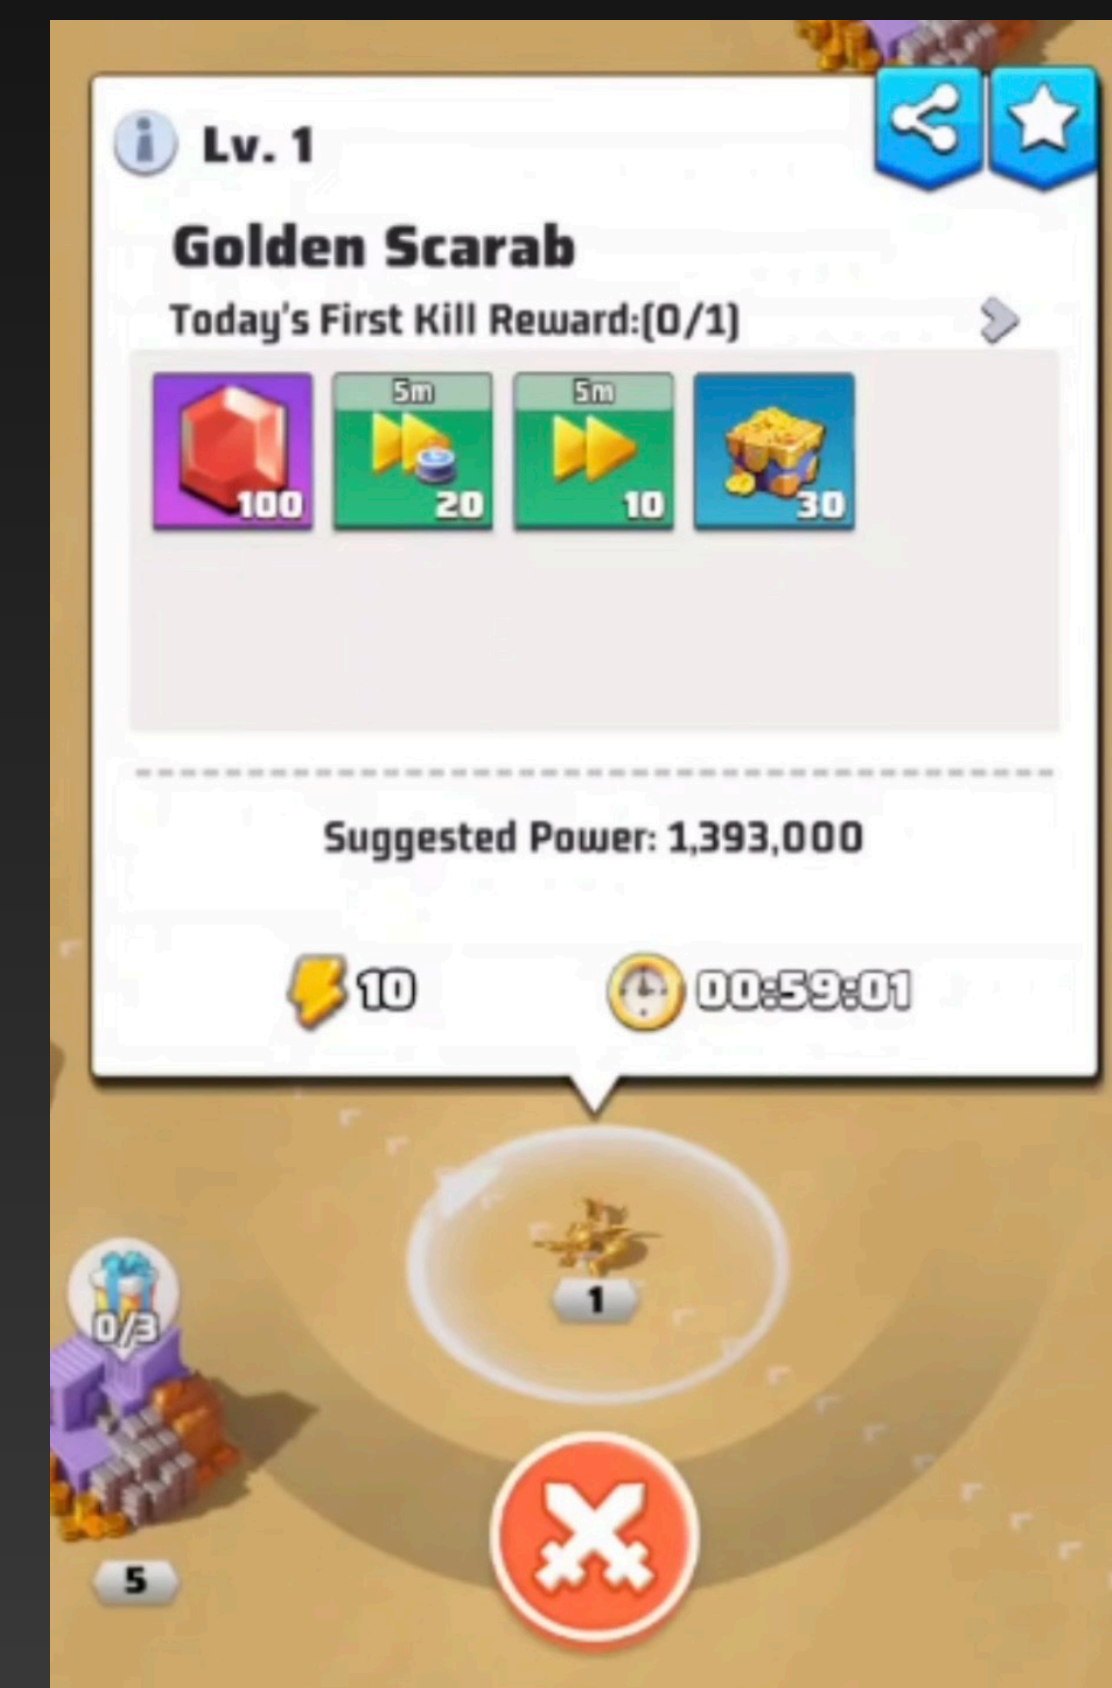 Lv. 1
Golden Scarab
Today's First Kill Reward:(0/1)
100
5m
20
5m
10
30
Suggested Power: 1,393,000
10
00:59:01
1
0/3
5